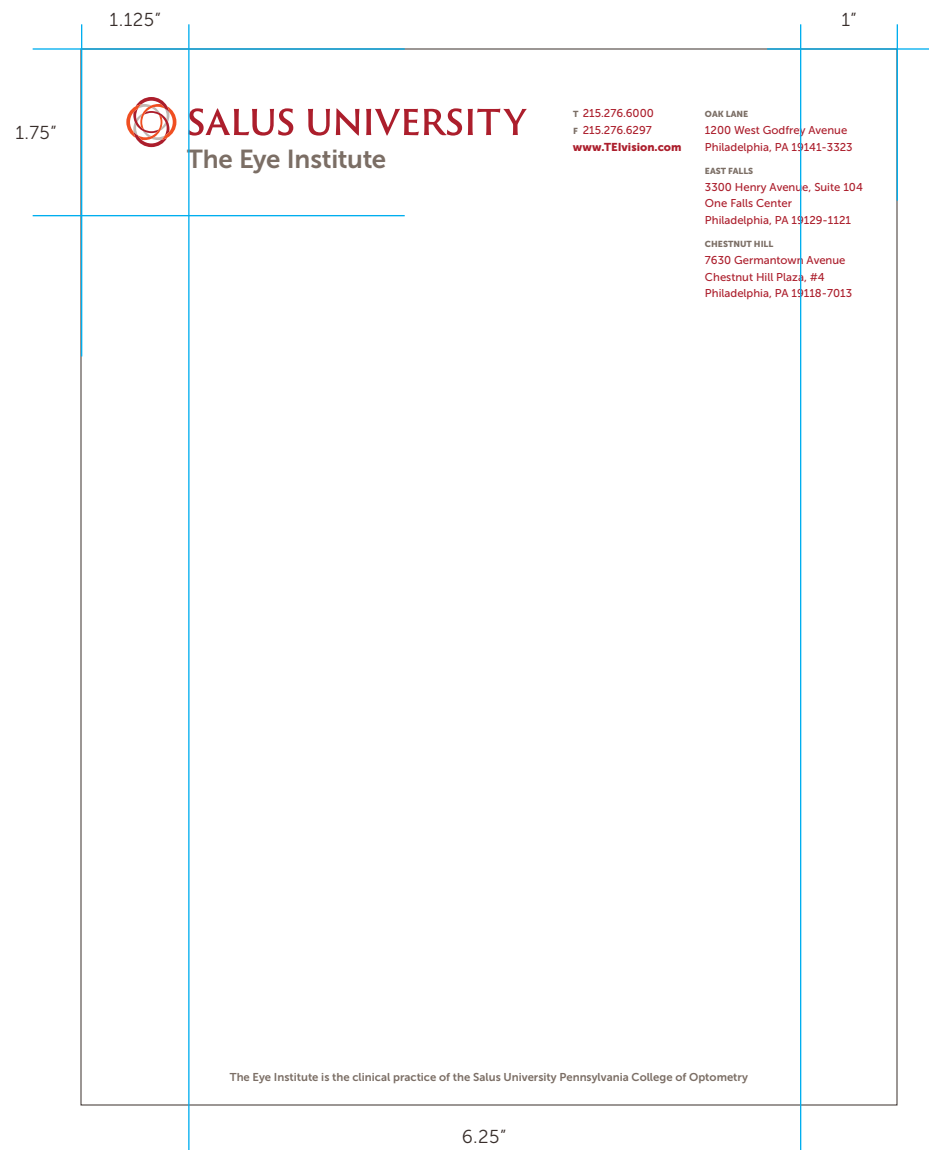 1.125”
1”
1.75”
SALUS UNIVERSITY
The Eye Institute
T 215.276.6000
F 215.276.6297
www.TEIvision.com
OAK LANE
1200 West Godfrey Avenue
Philadelphia, PA 19141-3323
EAST FALLS
3300 Henry Avenue, Suite 104
One Falls Center
Philadelphia, PA 19129-1121
CHESTNUT HILL
7630 Germantown Avenue
Chestnut Hill Plaza, #4
Philadelphia, PA 19118-7013
The Eye Institute is the clinical practice of the Salus University Pennsylvania College of Optometry
6.25”